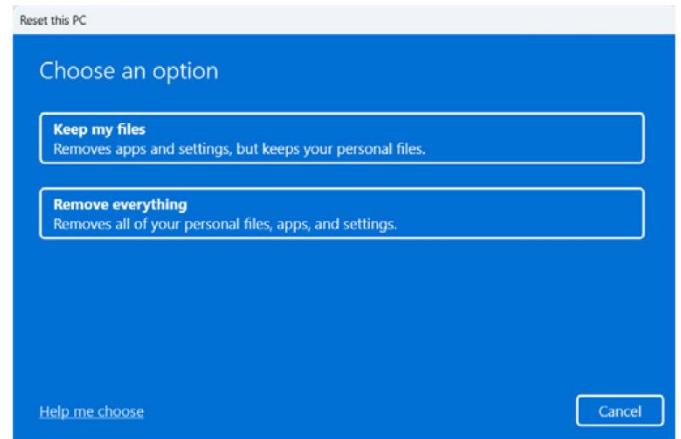 Reset this PC
Choose an option
Keep my files
Removes apps and settings, but keeps your personal files.
Remove everything
Removes all of your personal files, apps, and settings.
Help me choose
Cancel